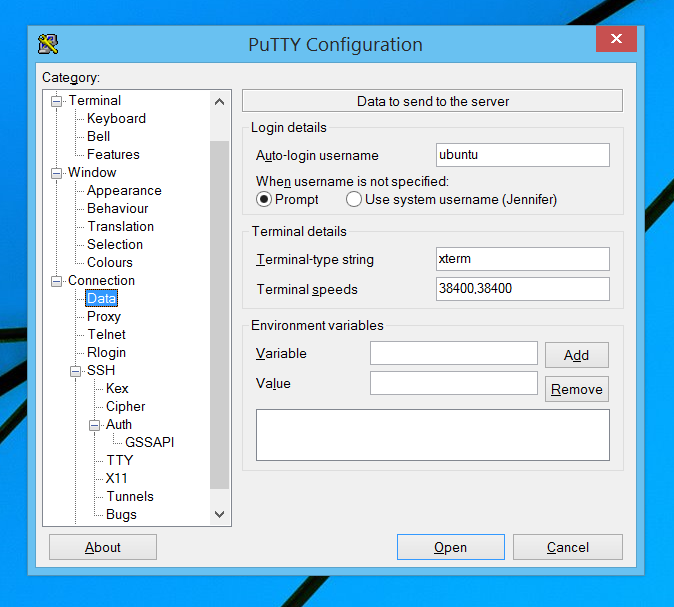 PuTTY Configuration
Category:
Terminal
Keyboard
Bell
Features
Window
Appearance
Behaviour
Translation
Selection
Colours
Connection
Data
Proxy
Telnet
Rlogin
SSH
Kex
Cipher
Auth
GSSAPI
TTY
X11
Tunnels
Bugs
Data to send to the server
Login details
Auto-login username ubuntu
When username is not specified:
Prompt Use system username (Jennifer)
Terminal details
Terminal-type string xterm
Terminal speeds 38400,38400
Environment variables
Variable Add
Value Remove
About Open Cancel